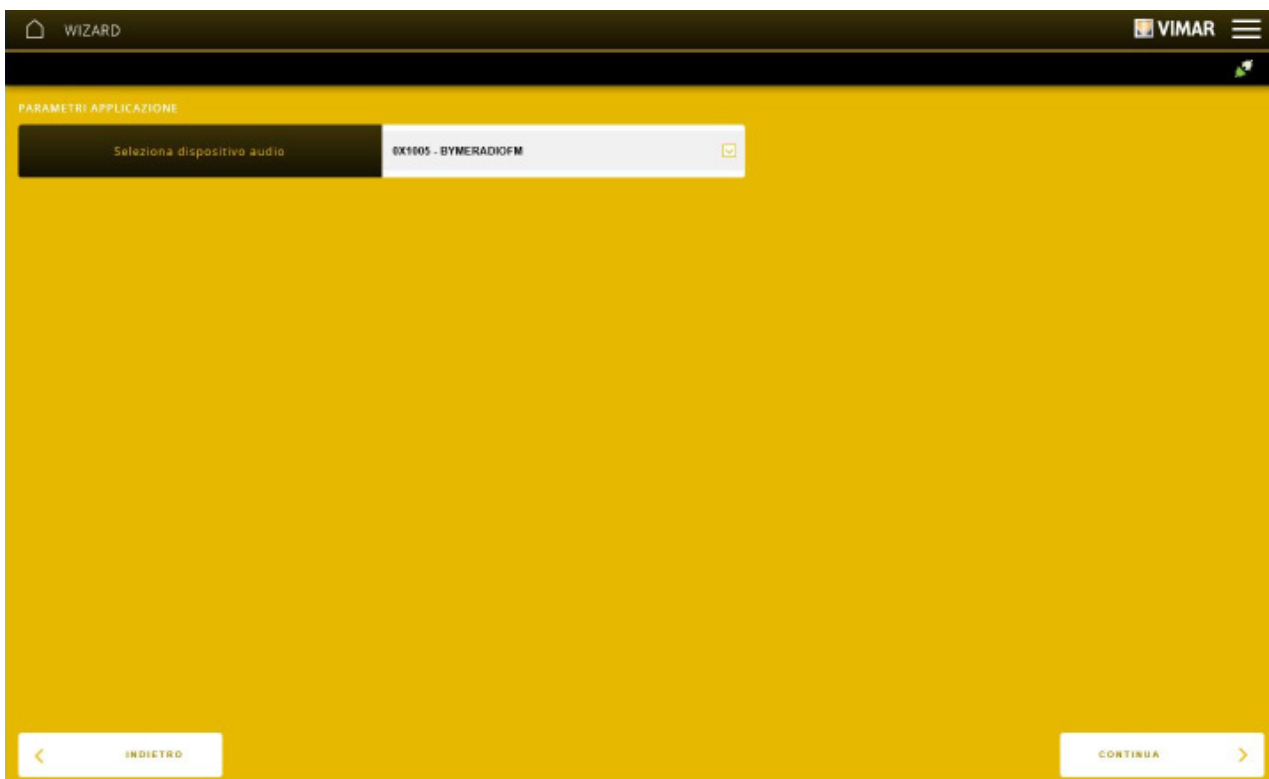 WIZARD
VIMAR
PARAMETRI APPLICAZIONE
Seleziona dispositivo audio
0X1005 - BYMERADIOFM
INDIETRO
CONTINUA